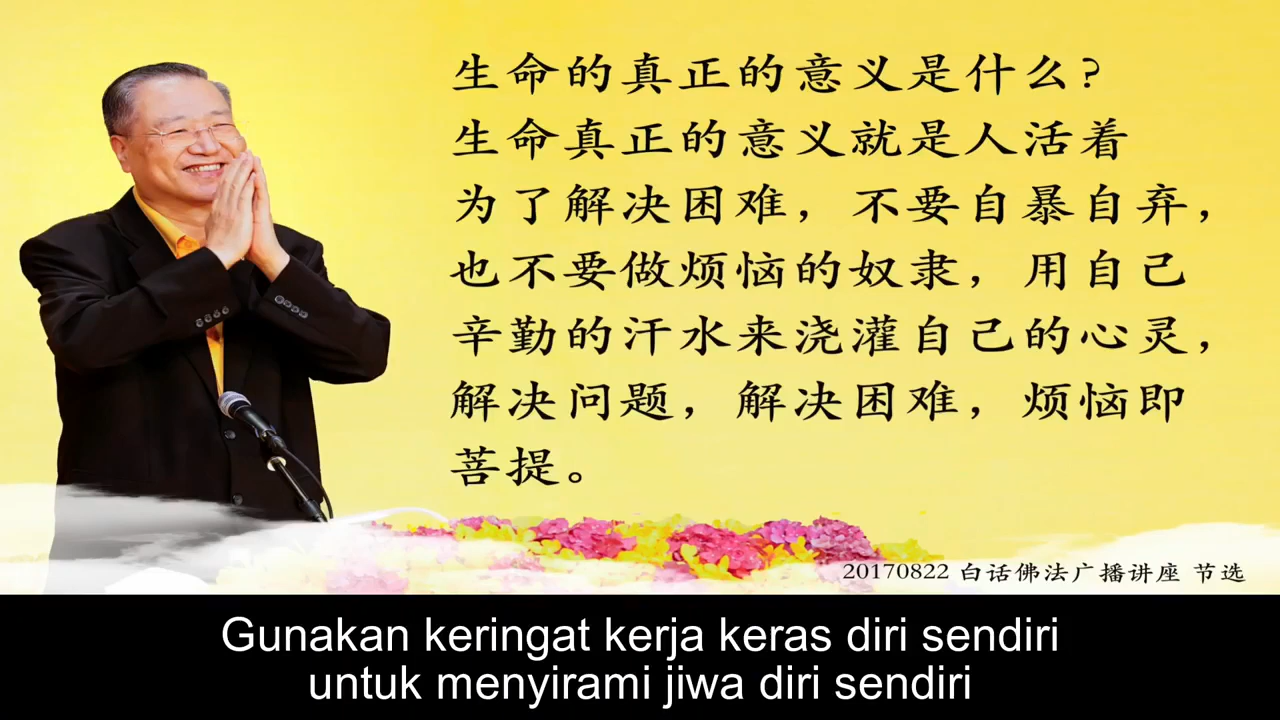 生命的真正的意义是什么?
生命真正的意义就是人活着
为了解决困难，不要自暴自弃，
也不要做烦恼的奴隶，用自己
辛勤的汗水来浇灌自己的心灵，
解决问题，解决困难，烦恼即
菩提。
20170822 白话佛法广播讲座 节选
Gunakan keringat kerja keras diri sendiri
untuk menyirami jiwa diri sendiri